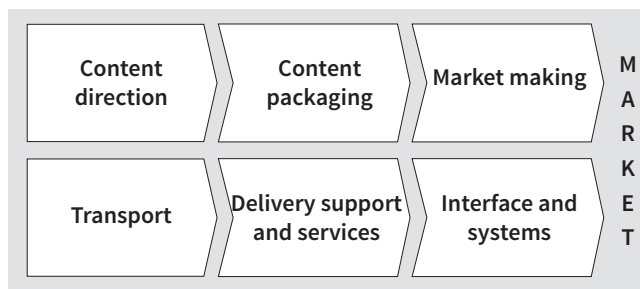 Content
direction
Content
packaging
Market making
Transport
Delivery support
and services
Interface and
systems
M
A
R
K
E
T